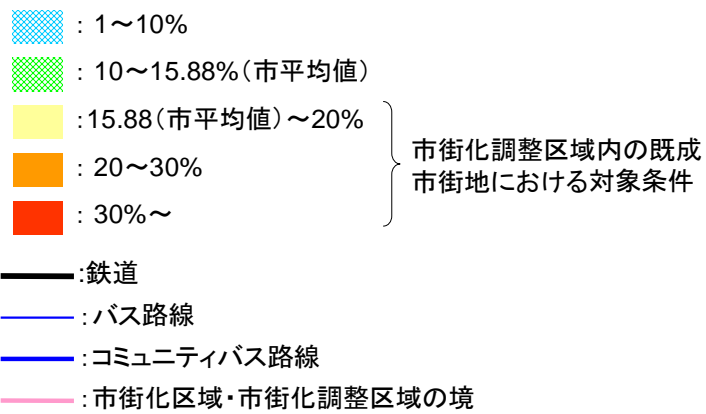 : 1～10%
: 10～15.88%(市平均値)
:15.88(市平均値)～20%
: 20～30%
: 30%～
市街化調整区域内の既成
市街地における対象条件
:鉄道
:バス路線
:コミュニティバス路線
:市街化区域・市街化調整区域の境